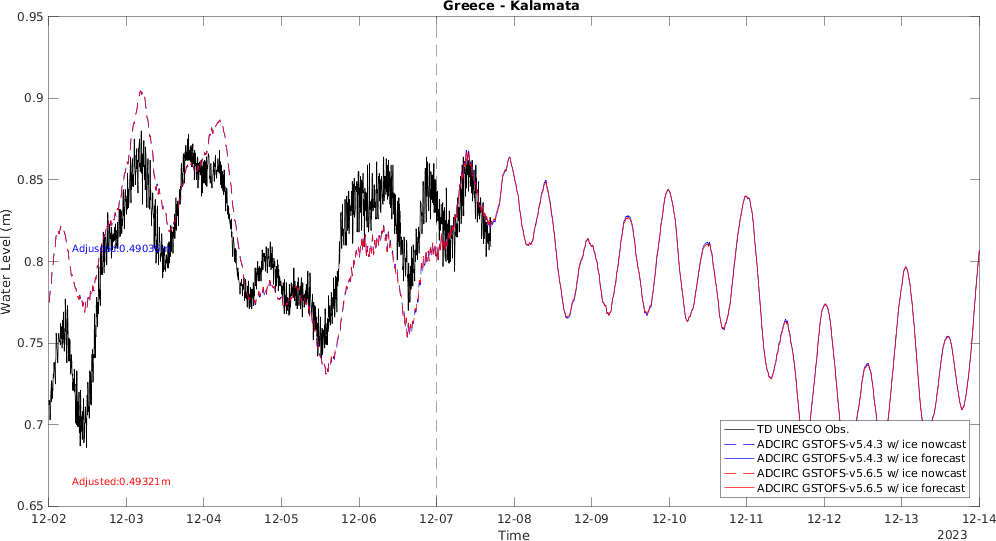 Greece - Kalamata
0.95
0.9
0.85
0.8
0.75
0.7
0.65
Water Level (m)
Adjusted:0.49321m
TD UNESCO Obs.
ADCIRC GSTOFS-v5.4.3 w/ ice nowcast
ADCIRC GSTOFS-v5.4.3 w/ ice forecast
ADCIRC GSTOFS-v5.6.5 w/ ice nowcast
ADCIRC GSTOFS-v5.6.5 w/ ice forecast
12-02 12-03 12-04 12-05 12-06 12-07 12-08 12-09 12-10 12-11 12-12 12-13 12-14
Time
2023